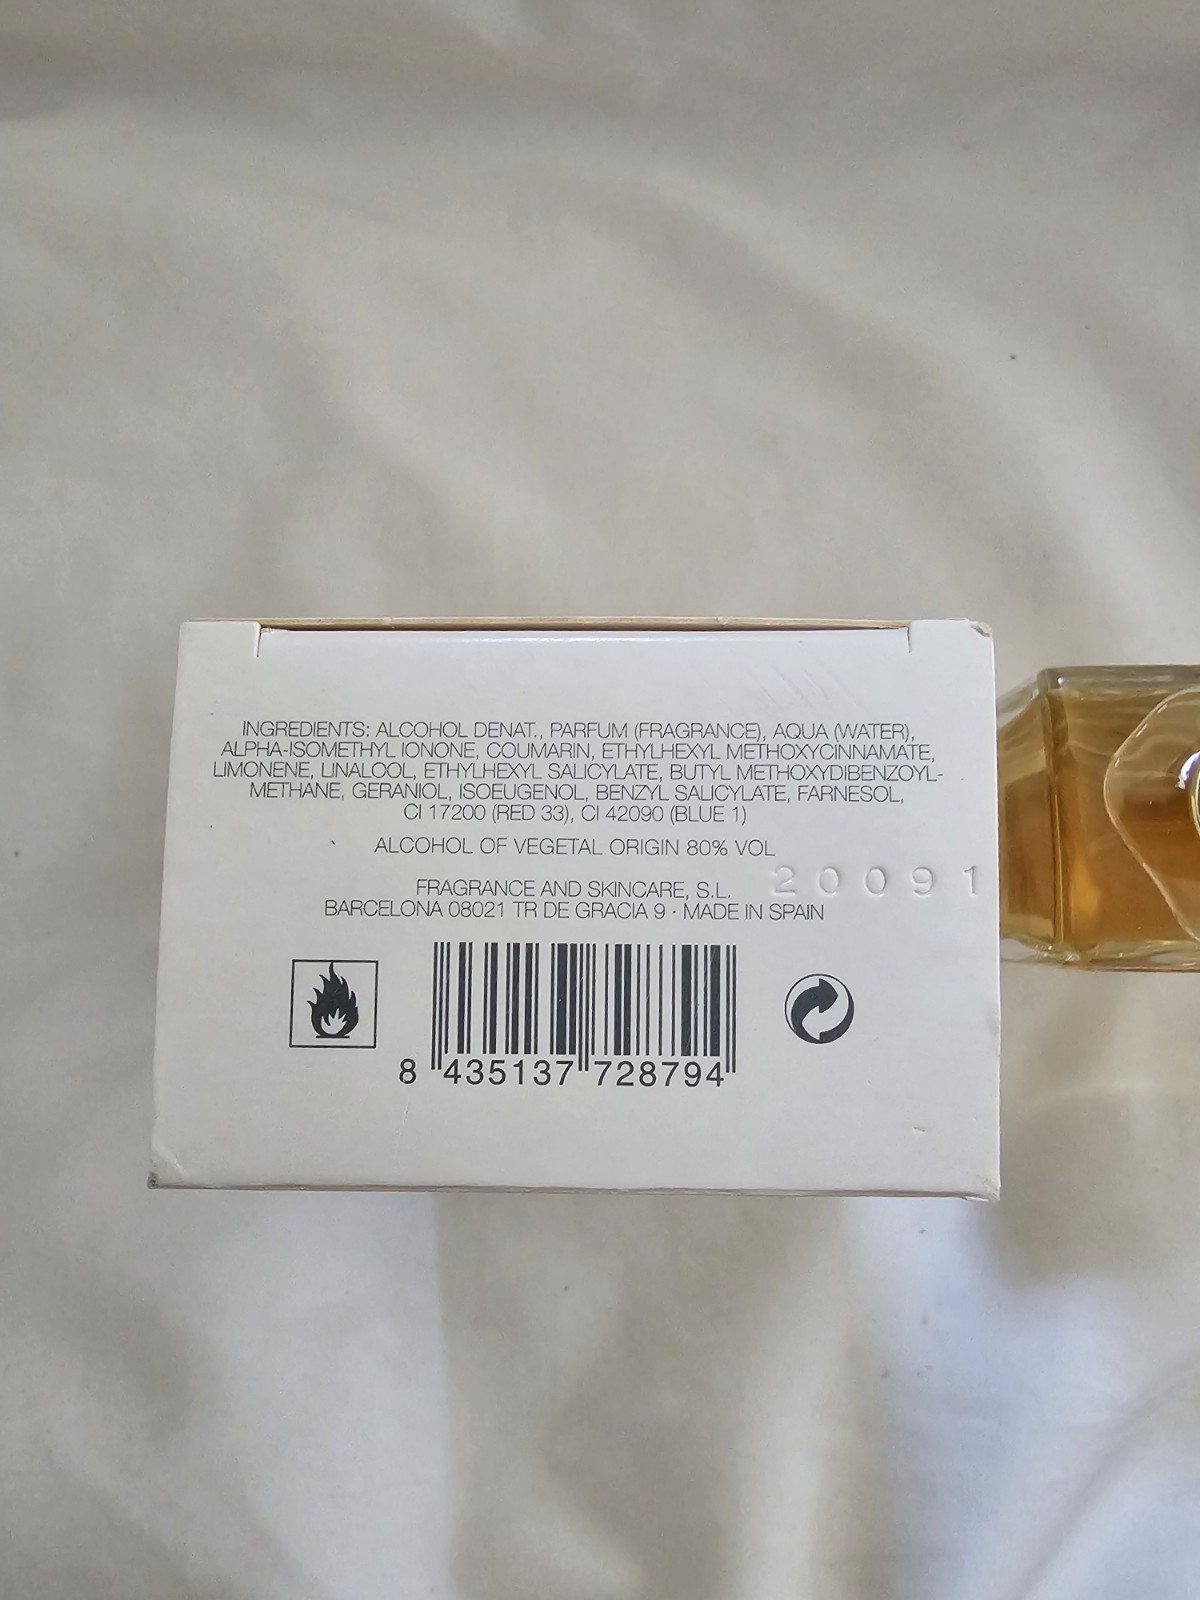 INGREDIENTS: ALCOHOL DENAT., PARFUM (FRAGRANCE), AQUA (WATER),
ALPHA-ISOMETHYL IONONE, COUMARIN, ETHYLHEXYL METHOXYCINNAMATE,
LIMONENE, LINALOOL, ETHYLHEXYL SALICYLATE, BUTYL METHOXYDIBENZOYL-
METHANE, GERANIOL, ISOEUGENOL, BENZYL SALICYLATE, FARNESOL,
CI 17200 (RED 33), CI 42090 (BLUE 1)
ALCOHOL OF VEGETAL ORIGIN 80% VOL
20091
FRAGRANCE AND SKINCARE, S.L.
BARCELONA 08021 TR DE GRACIA 9 · MADE IN SPAIN
8 435137 728794